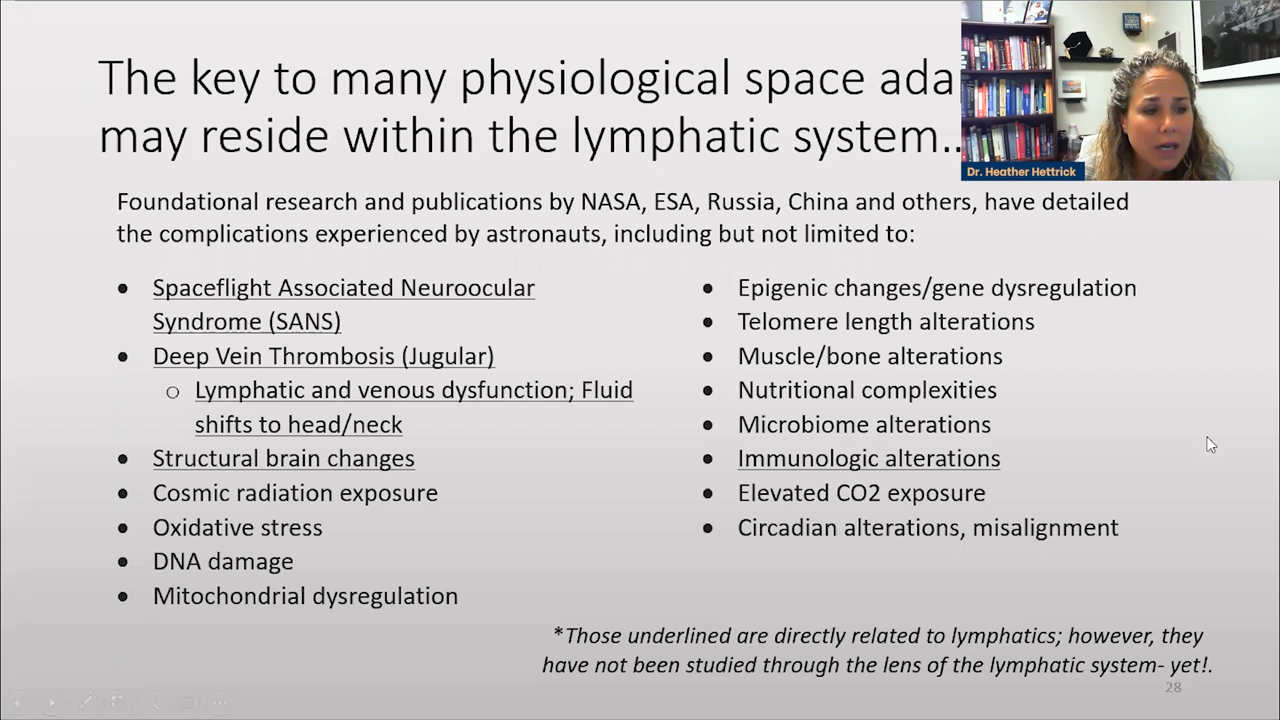 The key to many physiological space ada
may reside within the lymphatic system..
Dr. Heather Hettrick
Foundational research and publications by NASA, ESA, Russia, China and others, have detailed
the complications experienced by astronauts, including but not limited to:
• Spaceflight Associated Neuroocular
Syndrome (SANS)
• Deep Vein Thrombosis (Jugular)
○ Lymphatic and venous dysfunction; Fluid
shifts to head/neck
• Structural brain changes
• Cosmic radiation exposure
• Oxidative stress
• DNA damage
• Mitochondrial dysregulation
• Epigenic changes/gene dysregulation
• Telomere length alterations
• Muscle/bone alterations
• Nutritional complexities
• Microbiome alterations
• Immunologic alterations
• Elevated CO2 exposure
• Circadian alterations, misalignment
*Those underlined are directly related to lymphatics; however, they
have not been studied through the lens of the lymphatic system- yet!.
28